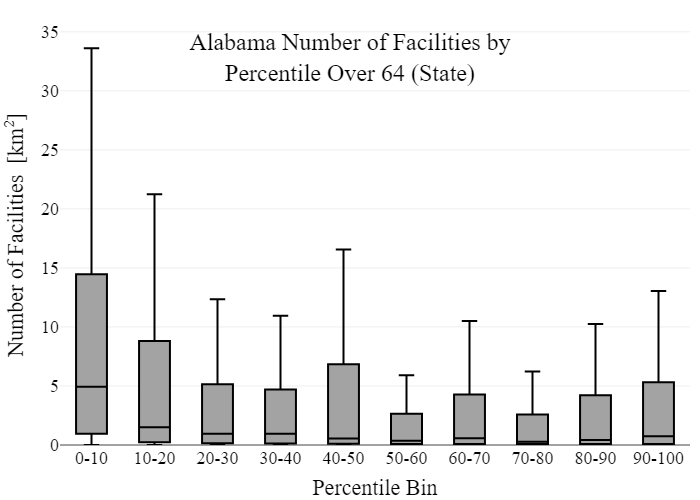 Alabama Number of Facilities by
Percentile Over 64 (State)
Number of Facilities [km²]
35
30
25
20
15
10
5
0
0-10 10-20 20-30 30-40 40-50 50-60 60-70 70-80 80-90 90-100
Percentile Bin